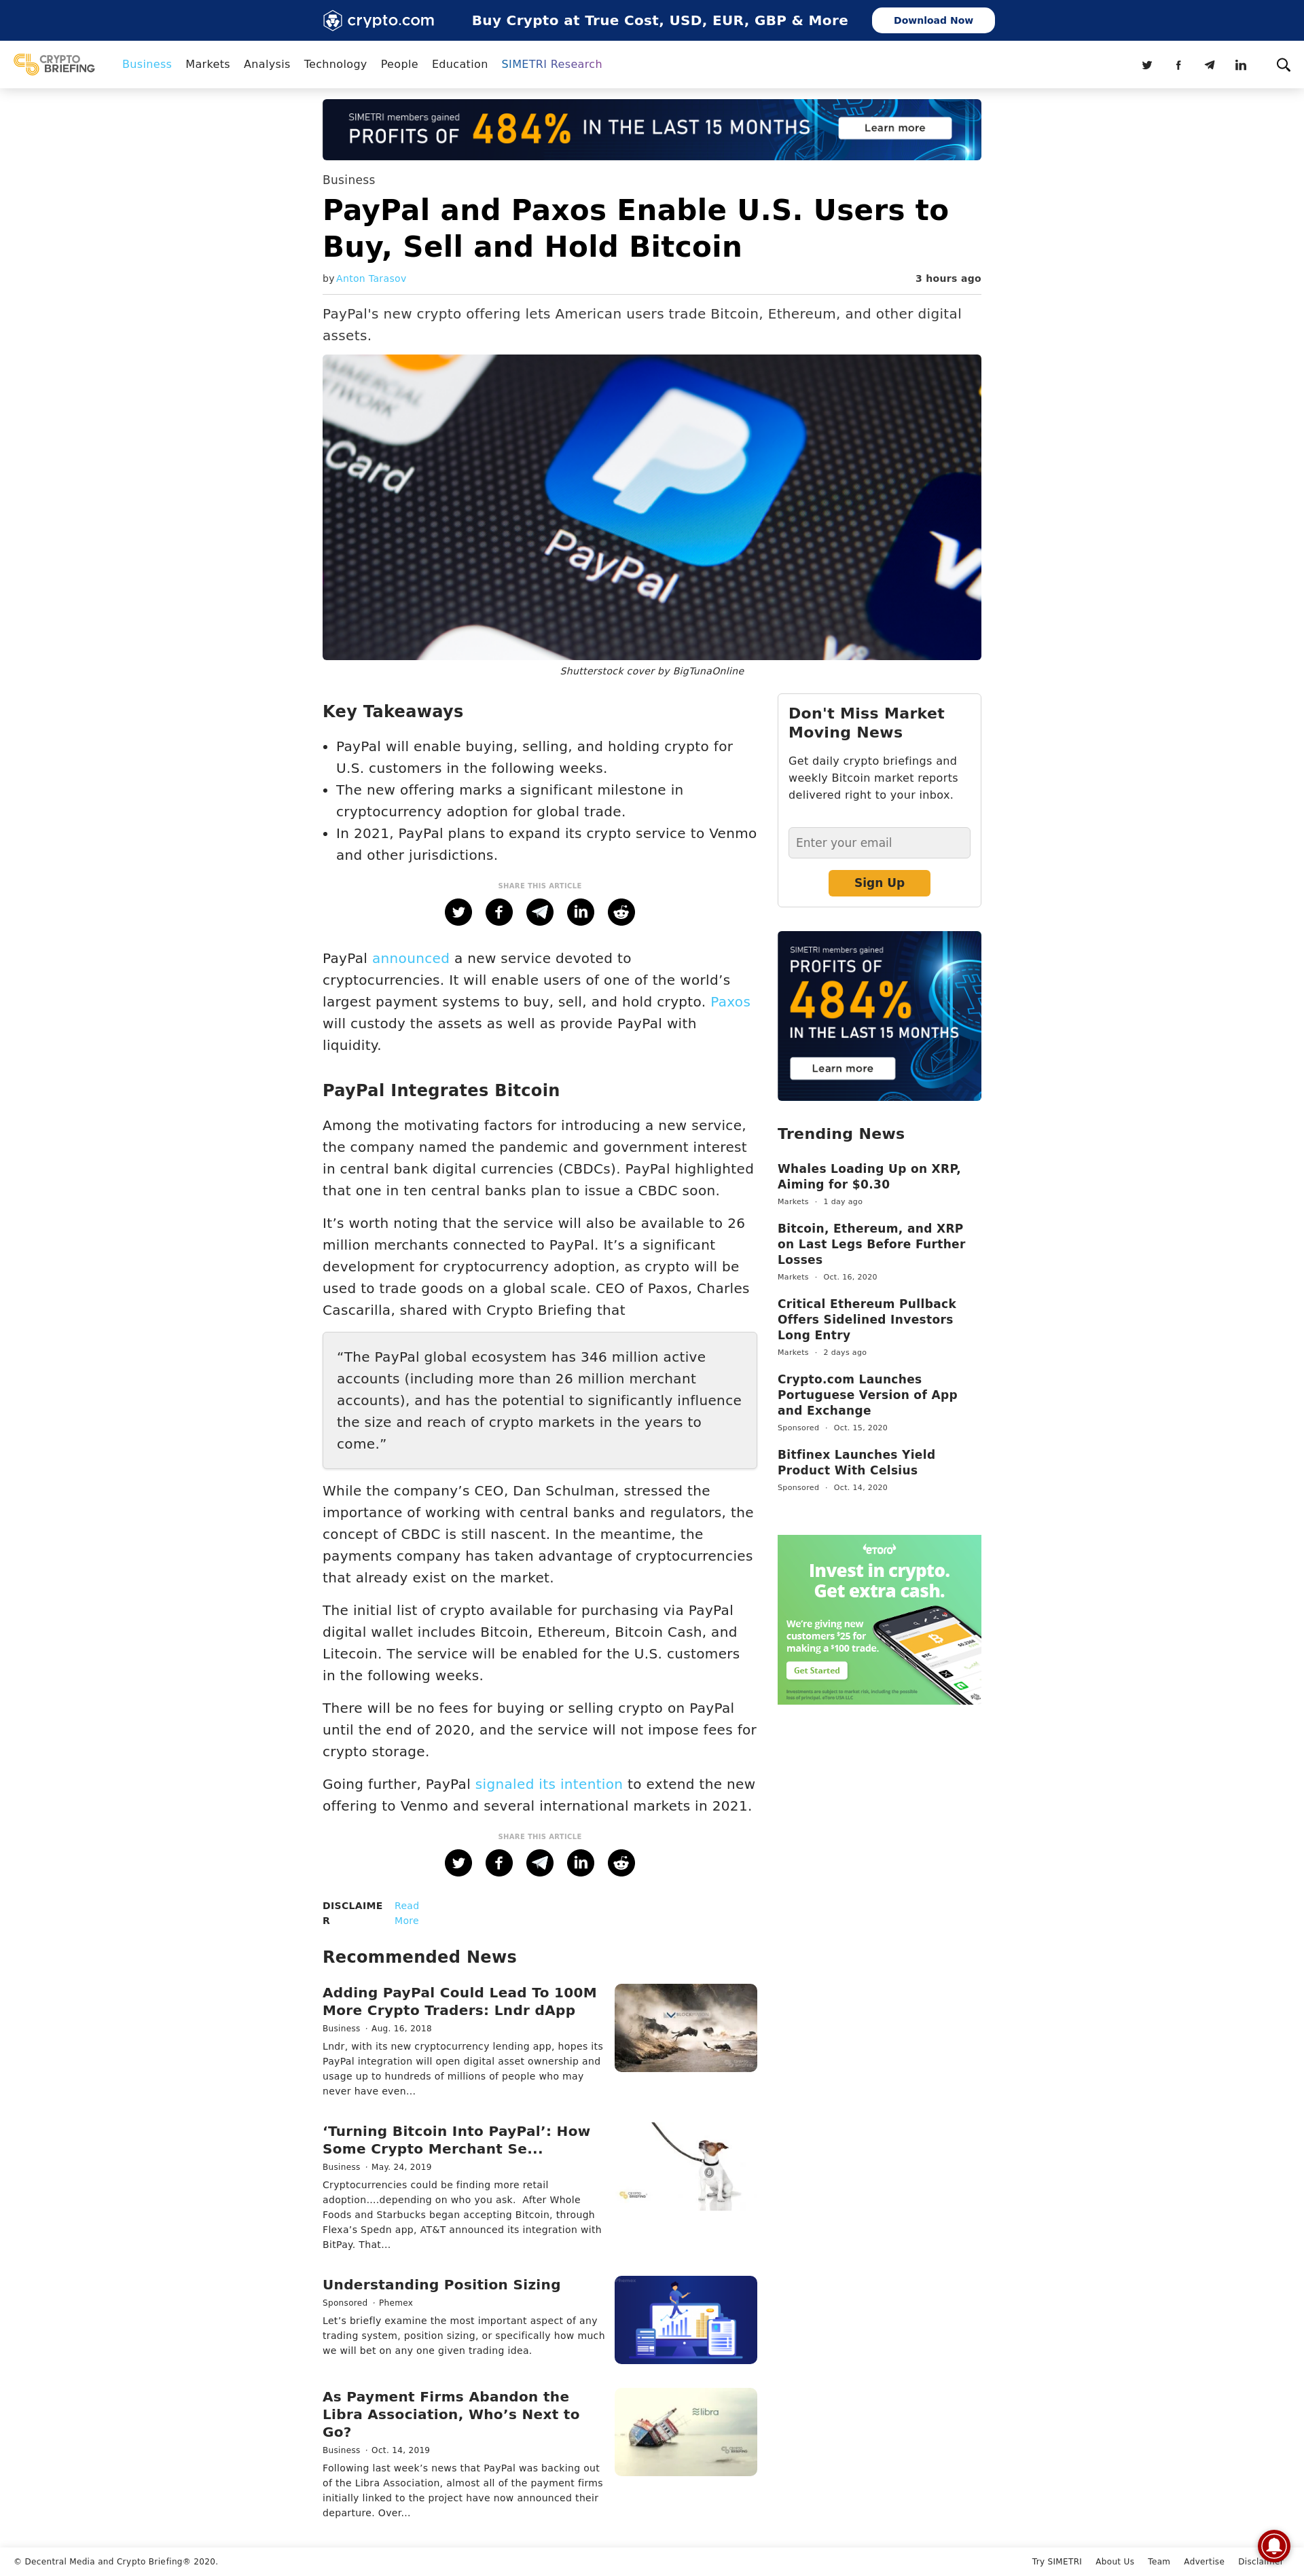 crypto.com
Buy Crypto at True Cost, USD, EUR, GBP & More
Download Now
CRYPTO
BRIEFING
Business Markets Analysis Technology People Education SIMETRI Research
SIMETRI members gained
PROFITS OF 484% IN THE LAST 15 MONTHS
Learn more
Business
PayPal and Paxos Enable U.S. Users to
Buy, Sell and Hold Bitcoin
by Anton Tarasov
3 hours ago
PayPal's new crypto offering lets American users trade Bitcoin, Ethereum, and other digital
assets.
PayPal
Shutterstock cover by BigTunaOnline
Key Takeaways
• PayPal will enable buying, selling, and holding crypto for
U.S. customers in the following weeks.
• The new offering marks a significant milestone in
cryptocurrency adoption for global trade.
• In 2021, PayPal plans to expand its crypto service to Venmo
and other jurisdictions.
SHARE THIS ARTICLE
PayPal announced a new service devoted to
cryptocurrencies. It will enable users of one of the world’s
largest payment systems to buy, sell, and hold crypto. Paxos
will custody the assets as well as provide PayPal with
liquidity.
PayPal Integrates Bitcoin
Among the motivating factors for introducing a new service,
the company named the pandemic and government interest
in central bank digital currencies (CBDCs). PayPal highlighted
that one in ten central banks plan to issue a CBDC soon.
It’s worth noting that the service will also be available to 26
million merchants connected to PayPal. It’s a significant
development for cryptocurrency adoption, as crypto will be
used to trade goods on a global scale. CEO of Paxos, Charles
Cascarilla, shared with Crypto Briefing that
“The PayPal global ecosystem has 346 million active
accounts (including more than 26 million merchant
accounts), and has the potential to significantly influence
the size and reach of crypto markets in the years to
come.”
While the company’s CEO, Dan Schulman, stressed the
importance of working with central banks and regulators, the
concept of CBDC is still nascent. In the meantime, the
payments company has taken advantage of cryptocurrencies
that already exist on the market.
The initial list of crypto available for purchasing via PayPal
digital wallet includes Bitcoin, Ethereum, Bitcoin Cash, and
Litecoin. The service will be enabled for the U.S. customers
in the following weeks.
There will be no fees for buying or selling crypto on PayPal
until the end of 2020, and the service will not impose fees for
crypto storage.
Going further, PayPal signaled its intention to extend the new
offering to Venmo and several international markets in 2021.
SHARE THIS ARTICLE
DISCLAIME
R
Read
More
Don't Miss Market
Moving News
Get daily crypto briefings and
weekly Bitcoin market reports
delivered right to your inbox.
Enter your email
Sign Up
SIMETRI members gained
PROFITS OF
484%
IN THE LAST 15 MONTHS
Learn more
Trending News
Whales Loading Up on XRP,
Aiming for $0.30
Markets · 1 day ago
Bitcoin, Ethereum, and XRP
on Last Legs Before Further
Losses
Markets · Oct. 16, 2020
Critical Ethereum Pullback
Offers Sidelined Investors
Long Entry
Markets · 2 days ago
Crypto.com Launches
Portuguese Version of App
and Exchange
Sponsored · Oct. 15, 2020
Bitfinex Launches Yield
Product With Celsius
Sponsored · Oct. 14, 2020
eToro
Invest in crypto.
Get extra cash.
We’re giving new
customers $25 for
making a $100 trade.
Get Started
Investments are subject to market risk, including the possible
loss of principal. eToro USA LLC
Recommended News
Adding PayPal Could Lead To 100M
More Crypto Traders: Lndr dApp
Business · Aug. 16, 2018
Lndr, with its new cryptocurrency lending app, hopes its
PayPal integration will open digital asset ownership and
usage up to hundreds of millions of people who may
never have even...
‘Turning Bitcoin Into PayPal’: How
Some Crypto Merchant Se...
Business · May. 24, 2019
Cryptocurrencies could be finding more retail
adoption….depending on who you ask.  After Whole
Foods and Starbucks began accepting Bitcoin, through
Flexa’s Spedn app, AT&T announced its integration with
BitPay. That...
Understanding Position Sizing
Sponsored · Phemex
Let’s briefly examine the most important aspect of any
trading system, position sizing, or specifically how much
we will bet on any one given trading idea.
As Payment Firms Abandon the
Libra Association, Who’s Next to
Go?
Business · Oct. 14, 2019
Following last week’s news that PayPal was backing out
of the Libra Association, almost all of the payment firms
initially linked to the project have now announced their
departure. Over...
libra
© Decentral Media and Crypto Briefing® 2020.
Try SIMETRI About Us Team Advertise Disclaimer